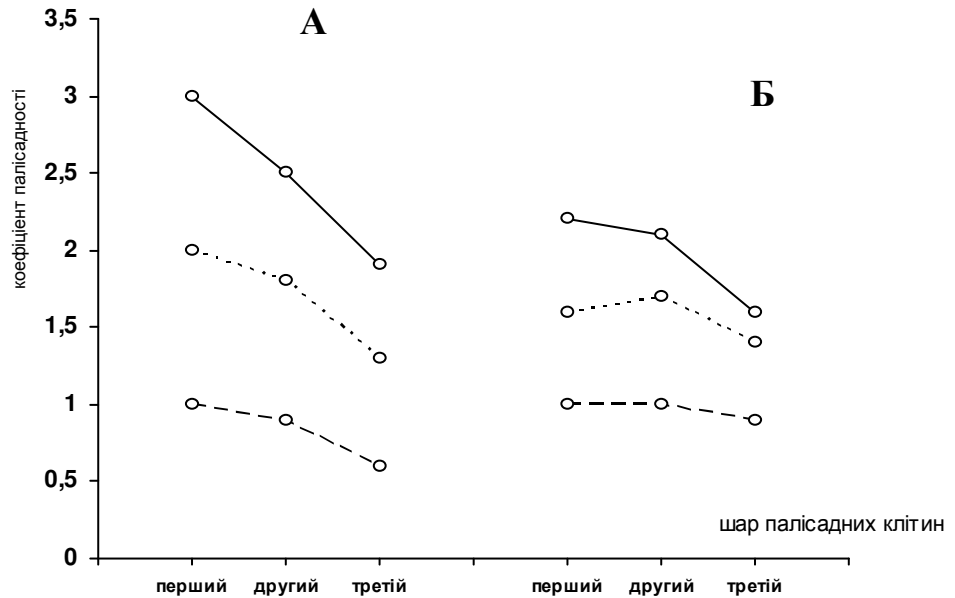 3,5
3
2,5
2
1,5
1
0,5
0
коефіцієнт палісадності
А
Б
шар палісадних клітин
перший другий третій перший другий третій